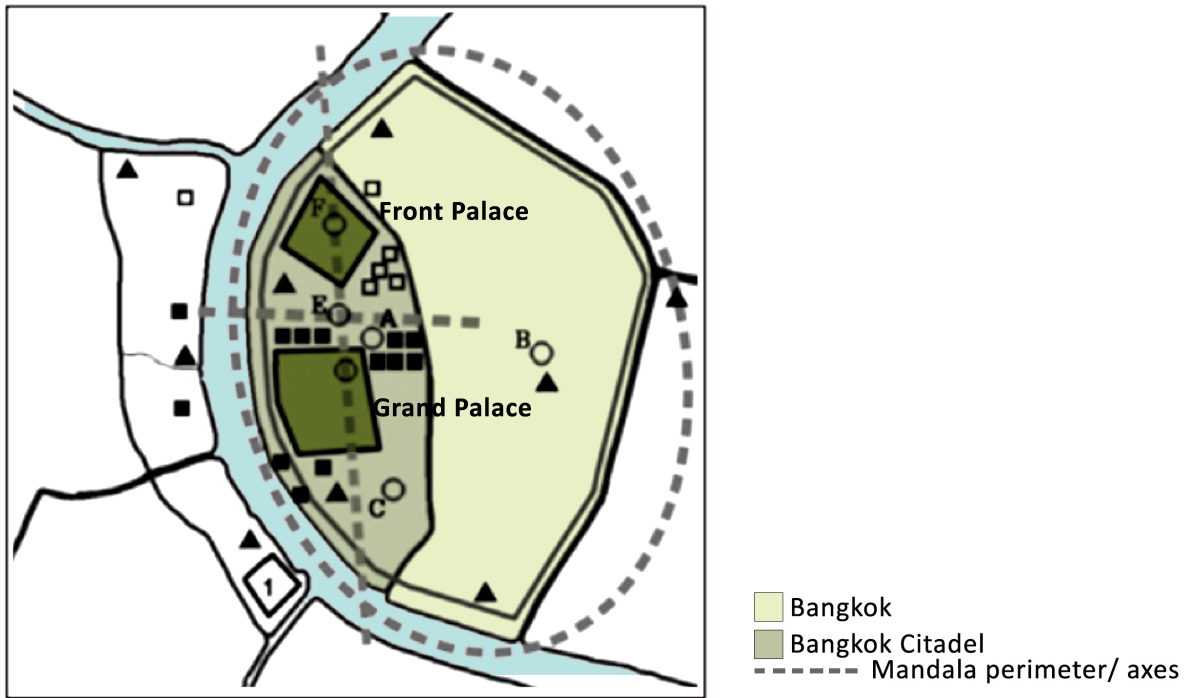 F
Front Palace
E
A
B
Grand Palace
C
1
Bangkok
Bangkok Citadel
Mandala perimeter/ axes